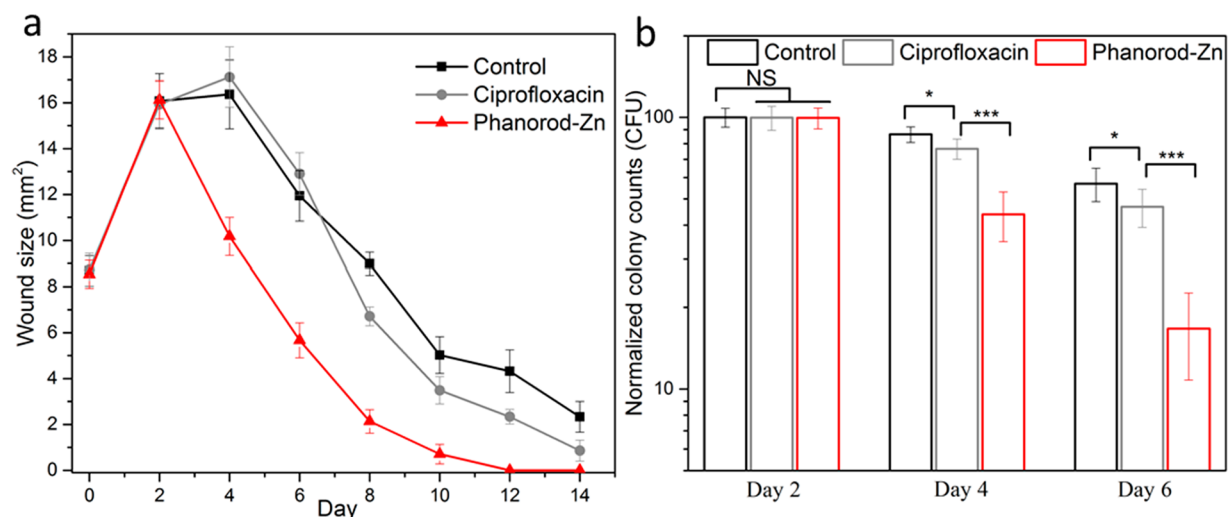 a
Wound size (mm²)
18
16
14
12
10
8
6
4
2
0
Control
Ciprofloxacin
Phanorod-Zn
0 2 4 6 8 10 12 14
Day
b
Normalized colony counts (CFU)
100
10
Control Ciprofloxacin Phanorod-Zn
NS
* ***
* ***
Day 2 Day 4 Day 6